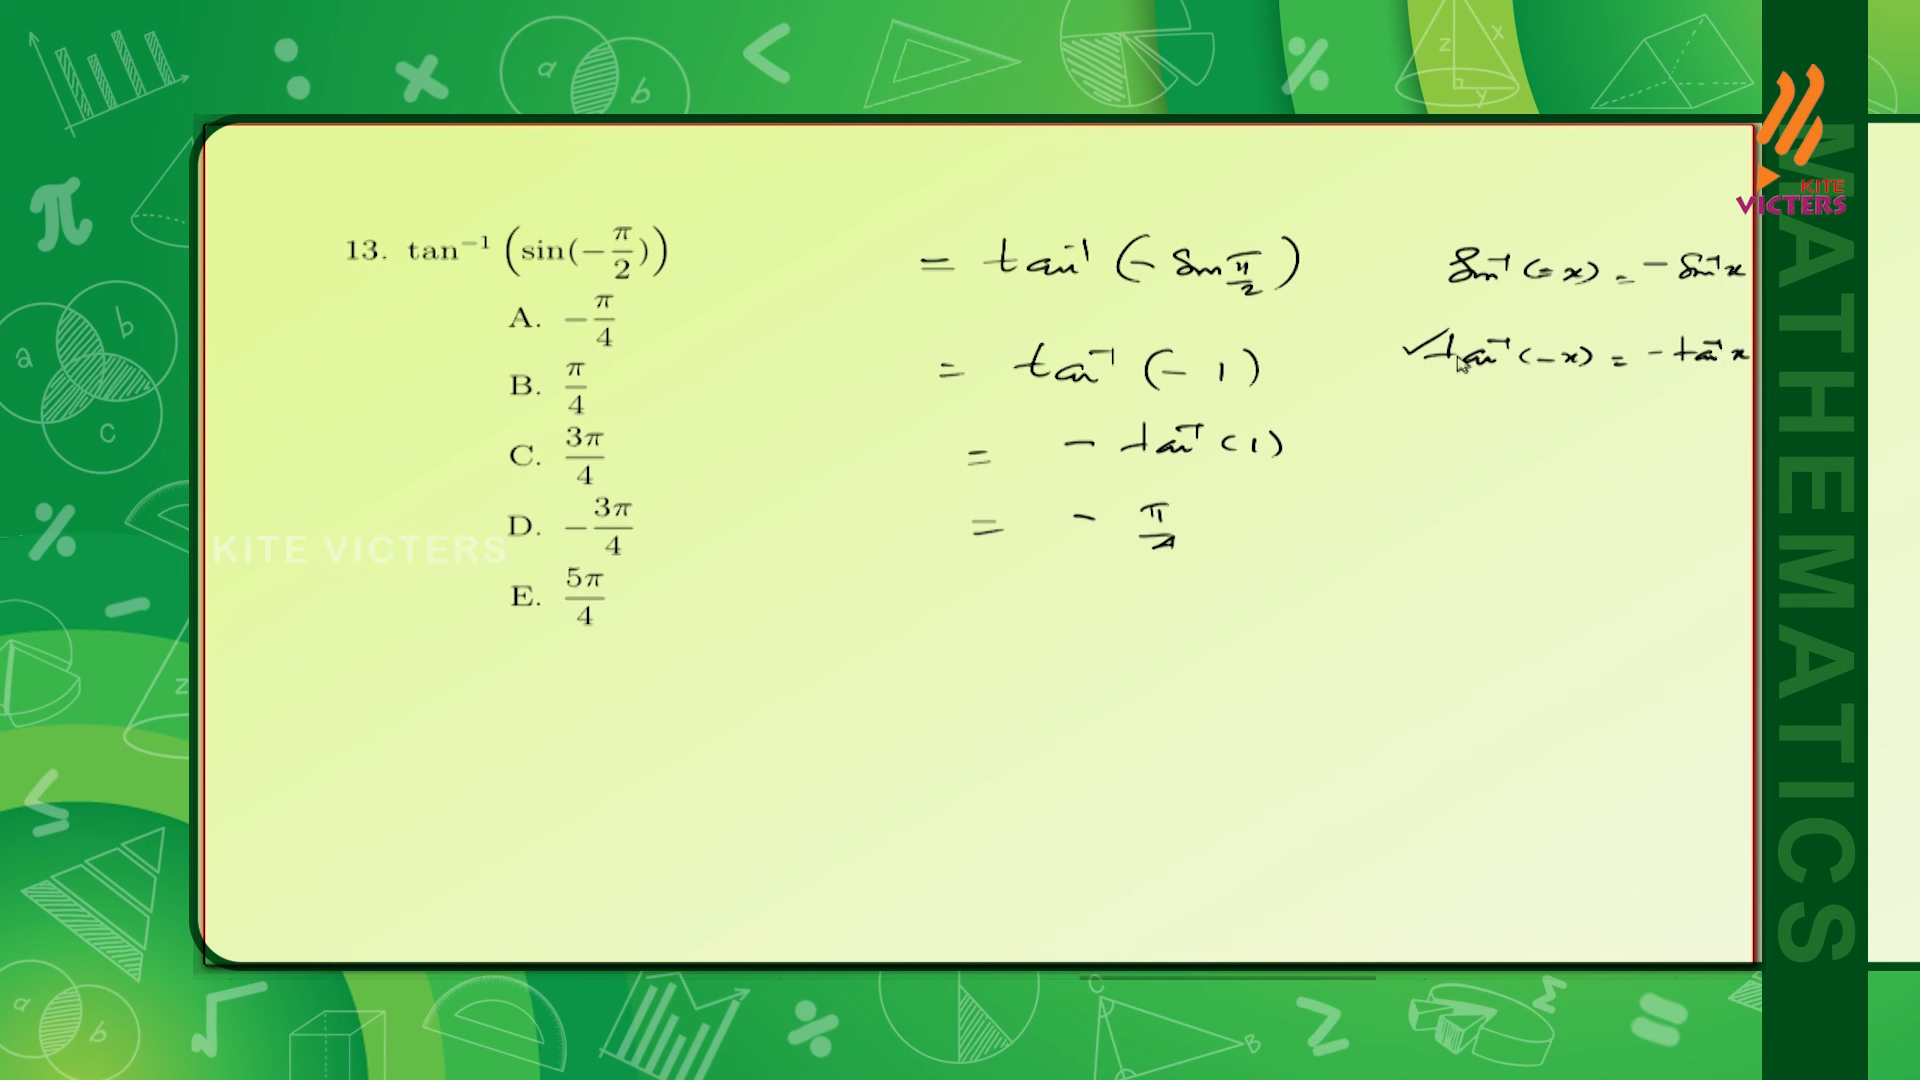 13. tan⁻¹ (sin(−π/2))
A. −π/4
B. π/4
C. 3π/4
D. −3π/4
E. 5π/4
= tan⁻¹ (− sin π/2)
= tan⁻¹ (− 1)
= − tan⁻¹ (1)
= − π/4
sin⁻¹ (−x) = − sin⁻¹x
✓tan⁻¹ (−x) = − tan⁻¹ x
KITE VICTERS
KITE
VICTERS
MATHEMATICS
a
b
a
b
c
z
x
y
z
a
b
C
B